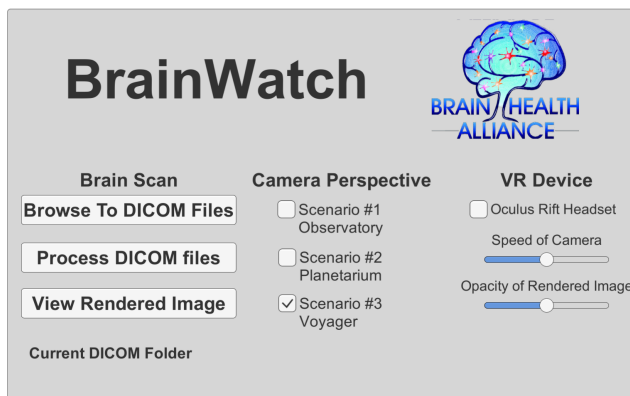 BrainWatch
BRAIN HEALTH
ALLIANCE
Brain Scan
Browse To DICOM Files
Process DICOM files
View Rendered Image
Current DICOM Folder
Camera Perspective
Scenario #1
Observatory
Scenario #2
Planetarium
Scenario #3
Voyager
VR Device
Oculus Rift Headset
Speed of Camera
Opacity of Rendered Image